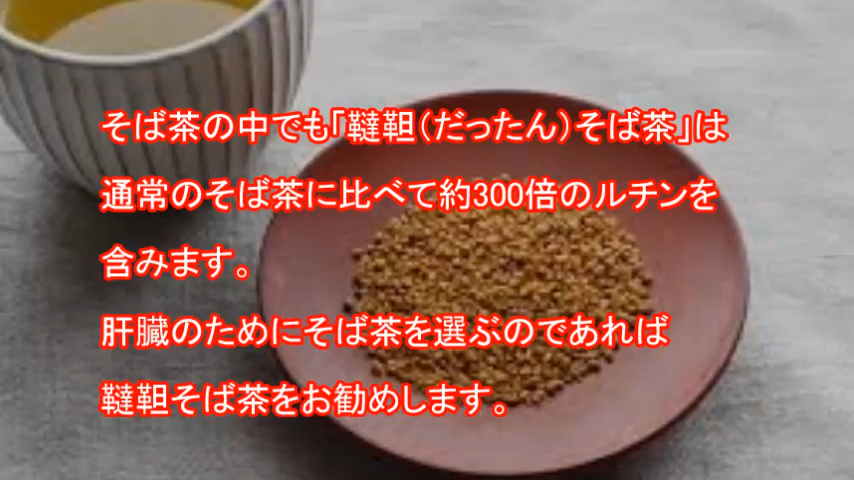 そば茶の中でも｢韃靼（だったん）そば茶｣は
通常のそば茶に比べて約300倍のルチンを
含みます。
肝臓のためにそば茶を選ぶのであれば
韃靼そば茶をお勧めします。